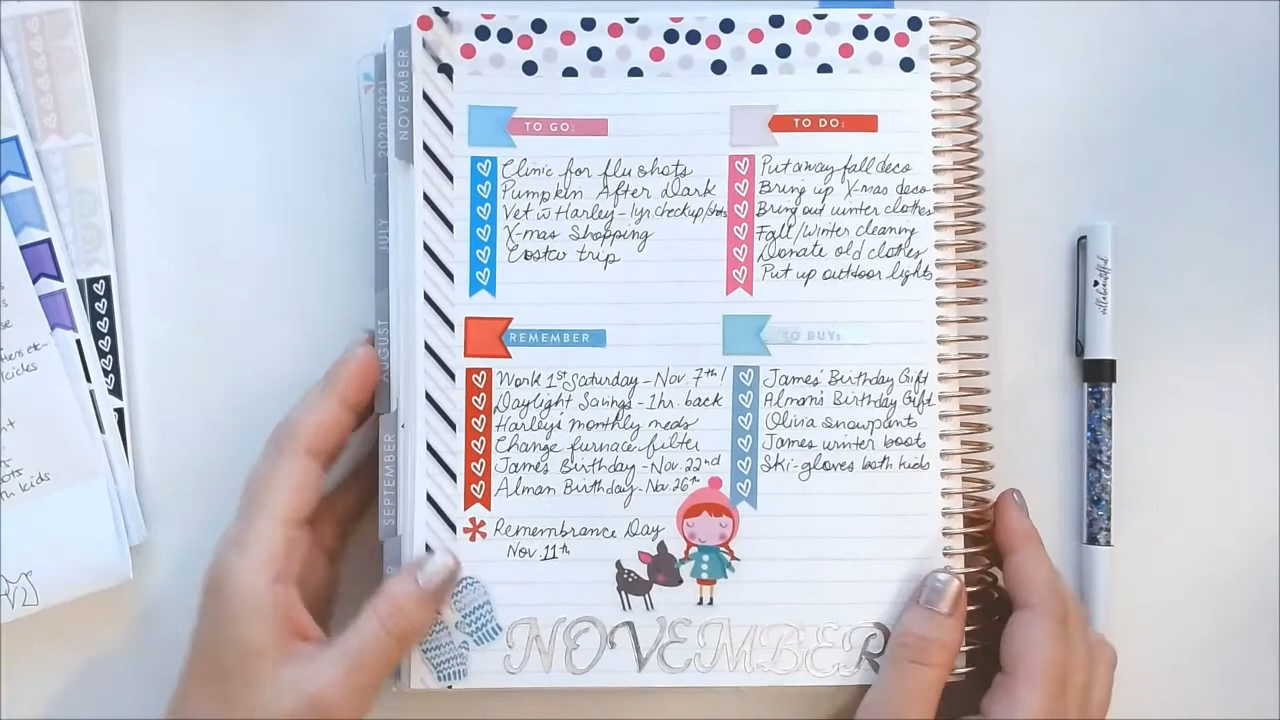 NOVEMBER
2020/2021
JULY
AUGUST
SEPTEMBER
TO GO:
Clinic for flu shots
Pumpkin After Dark
Vet w Harley - 1yr checkup/shots
X-mas Shopping
Costco trip
TO DO:
Put away fall deco
Bring up X-mas deco
Bring out winter clothes
Fall/Winter cleaning
Donate old clothes
Put up outdoor lights
REMEMBER
Work 1st Saturday - Nov. 7th!
Daylight Savings - 1hr. back
Harley's monthly meds
Change furnace filter
James' Birthday - Nov. 22nd
Alman Birthday - Nov 26th
* Remembrance Day
Nov. 11th
TO BUY:
James' Birthday Gift
Alman's Birthday Gift
Olivia snowpants
James winter boots
Ski-gloves both kids
NOVEMBER
icicles
kids